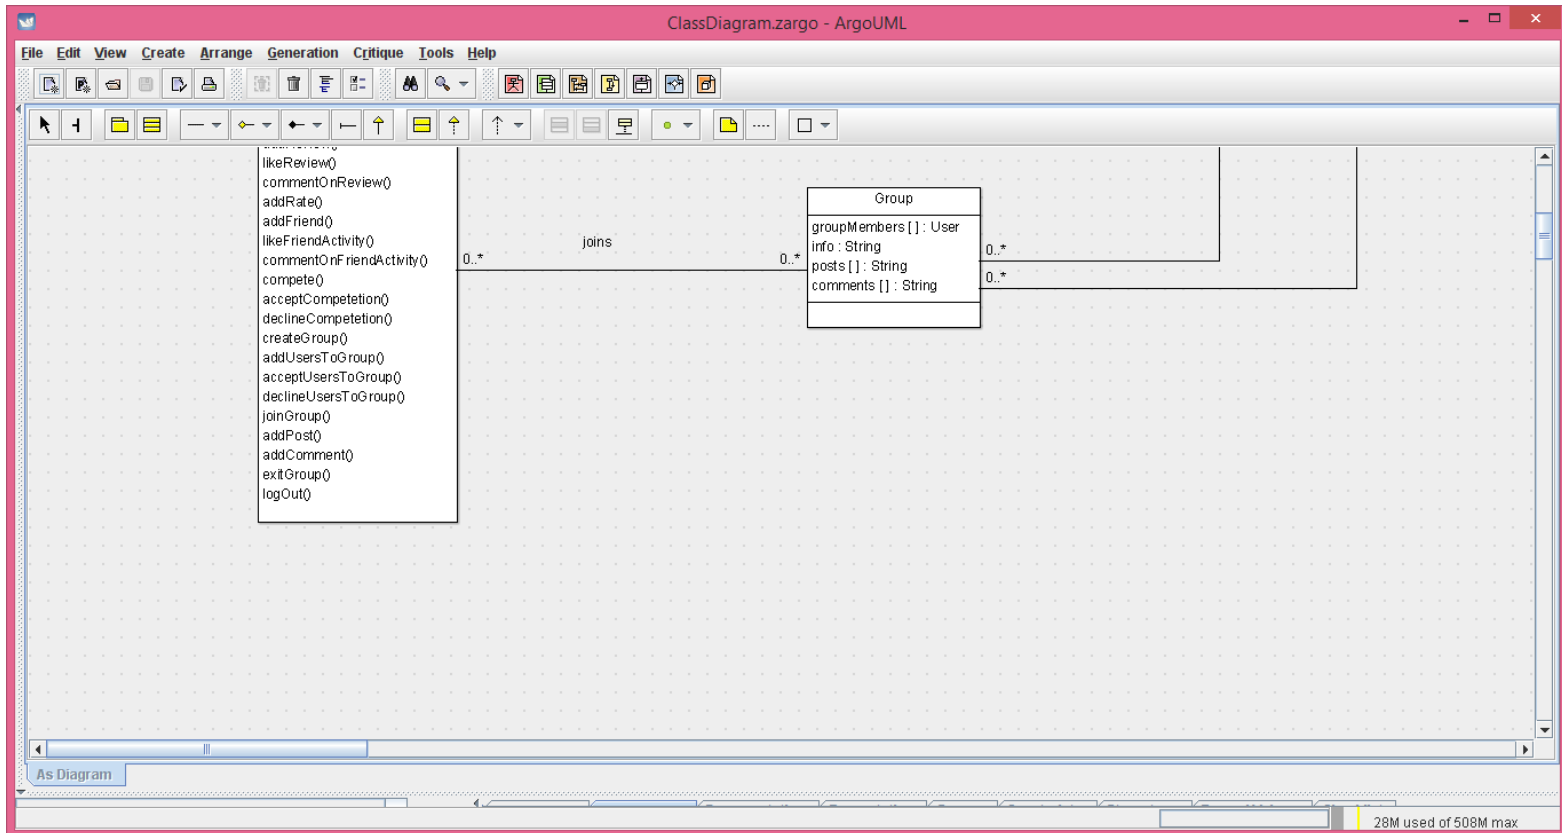 ClassDiagram.zargo - ArgoUML
File Edit View Create Arrange Generation Critique Tools Help
likeReview()
commentOnReview()
addRate()
addFriend()
likeFriendActivity()
commentOnFriendActivity()
compete()
acceptCompetetion()
declineCompetetion()
createGroup()
addUsersToGroup()
acceptUsersToGroup()
declineUsersToGroup()
joinGroup()
addPost()
addComment()
exitGroup()
logOut()
0..*
joins
0..*
Group
groupMembers [ ] : User
info : String
posts [ ] : String
comments [ ] : String
0..*
0..*
As Diagram
28M used of 508M max